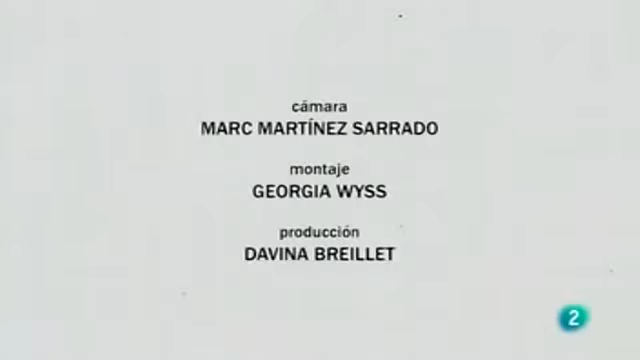 cámara
MARC MARTÍNEZ SARRADO
montaje
GEORGIA WYSS
producción
DAVINA BREILLET
2